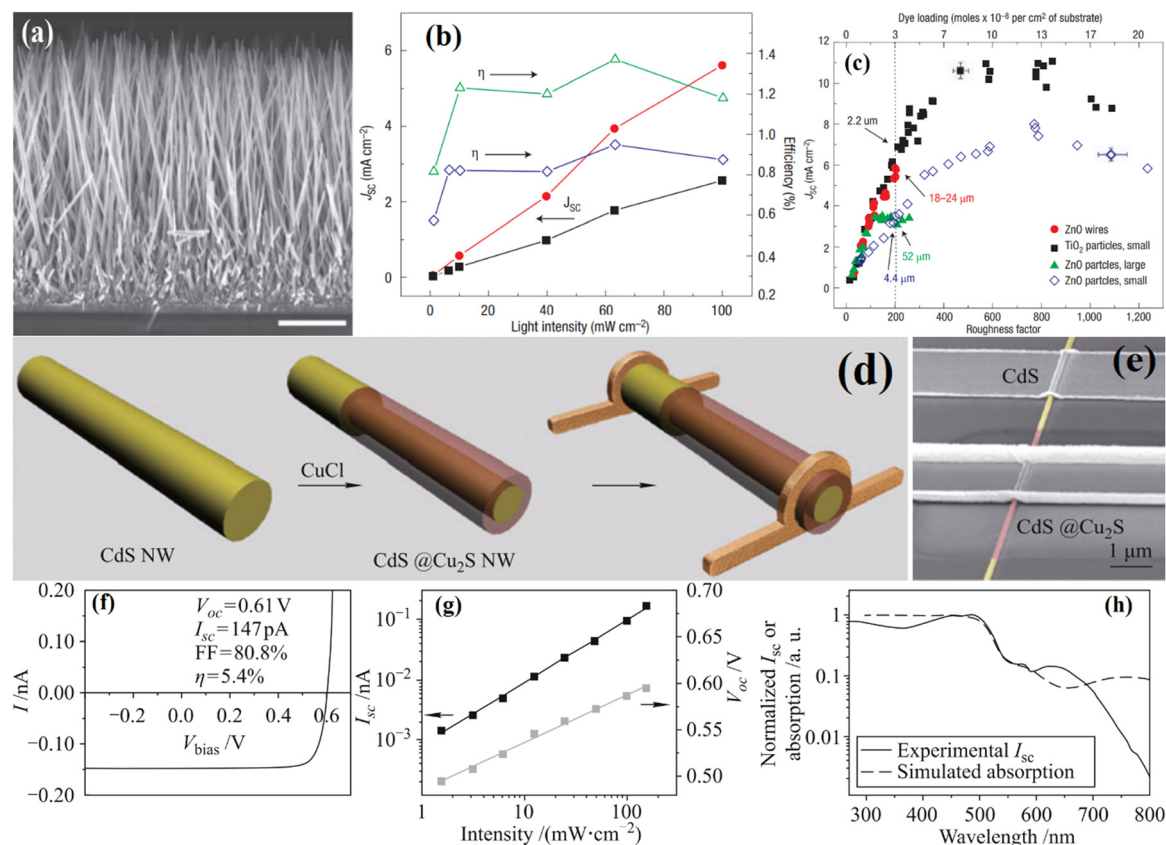 (a)
(b)
6
4
2
0
J_SC (mA cm⁻²)
η
η
J_SC
1.4
1.2
1.0
0.8
0.6
0.4
0.3
0.2
Efficiency (%)
0 20 40 60 80 100
Light intensity (mW cm⁻²)
Dye loading (moles x 10⁻⁸ per cm² of substrate)
0 3 7 10 13 17 20
(c)
12
11
10
8
6
4
2
0
J_SC (mA cm⁻²)
2.2 um
18–24 µm
52 µm
4.4 µm
ZnO wires
TiO₂ particles, small
ZnO partcles, large
ZnO partcles, small
0 200 400 600 800 1,000 1,200
Roughness factor
(d)
CuCl
CdS NW
CdS @Cu₂S NW
(e)
CdS
CdS @Cu₂S
1 µm
(f)
0.20
0.10
0.00
−0.10
−0.20
I /nA
V_oc=0.61 V
I_sc=147 pA
FF=80.8%
η=5.4%
−0.2 0.0 0.2 0.4 0.6
V_bias /V
(g)
10⁻¹
10⁻²
10⁻³
I_sc /nA
0.70
0.65
0.60
0.55
0.50
V_oc /V
1 10 100
Intensity /(mW·cm⁻²)
(h)
Normalized I_sc or
absorption /a. u.
1
0.1
0.01
Experimental I_sc
Simulated absorption
300 400 500 600 700 800
Wavelength /nm